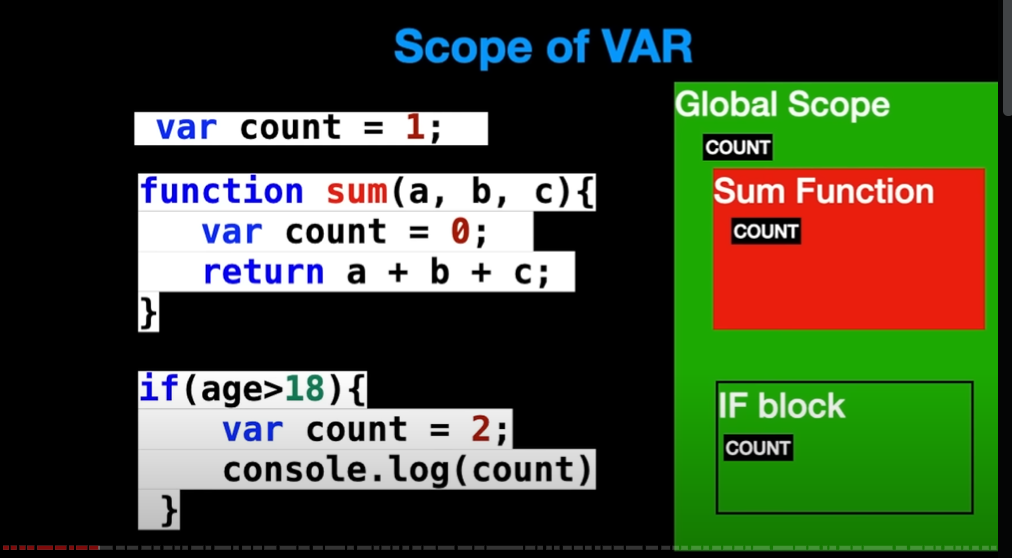 Scope of VAR
var count = 1;
function sum(a, b, c){
var count = 0;
return a + b + c;
}
if(age>18){
var count = 2;
console.log(count)
}
Global Scope
COUNT
Sum Function
COUNT
IF block
COUNT